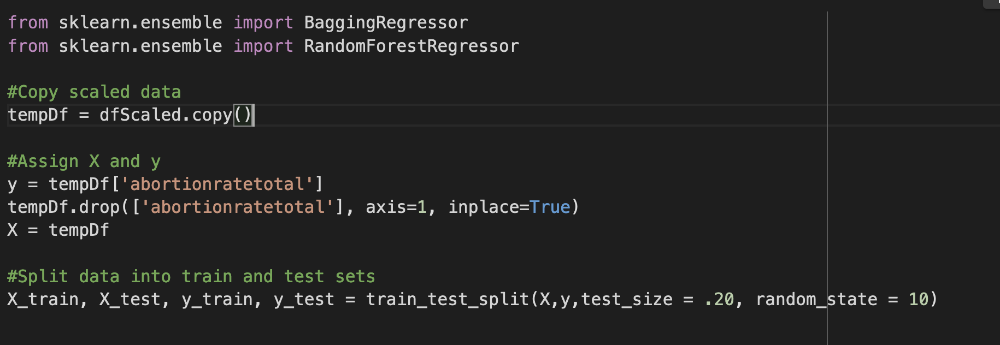 from sklearn.ensemble import BaggingRegressor
from sklearn.ensemble import RandomForestRegressor
#Copy scaled data
tempDf = dfScaled.copy()
#Assign X and y
y = tempDf['abortionratetotal']
tempDf.drop(['abortionratetotal'], axis=1, inplace=True)
X = tempDf
#Split data into train and test sets
X_train, X_test, y_train, y_test = train_test_split(X,y,test_size = .20, random_state = 10)